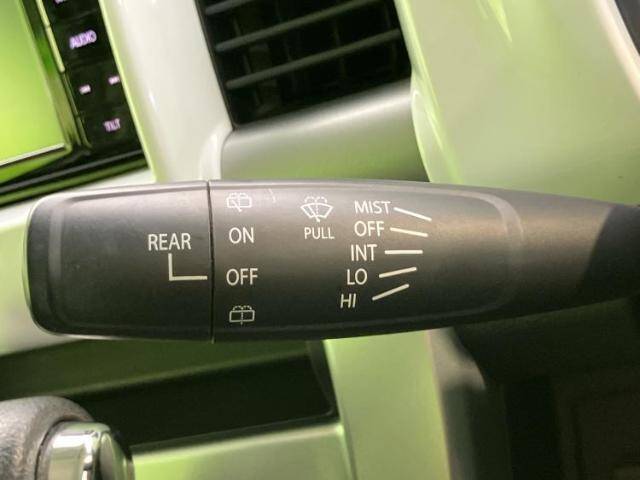 AUDIO
TILT
REAR
ON
OFF
PULL
MIST
OFF
INT
LO
HI